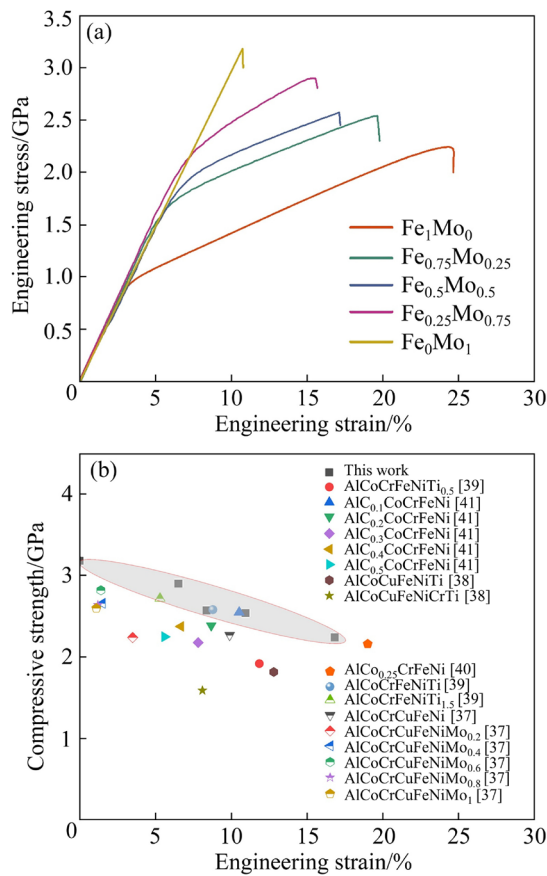 (a)
3.5
3.0
2.5
2.0
1.5
1.0
0.5
0
Engineering stress/GPa
Fe₁Mo₀
Fe₀.₇₅Mo₀.₂₅
Fe₀.₅Mo₀.₅
Fe₀.₂₅Mo₀.₇₅
Fe₀Mo₁
5 10 15 20 25 30
Engineering strain/%
(b)
4
3
2
1
0
Compressive strength/GPa
This work
AlCoCrFeNiTi₀.₅ [39]
AlC₀.₁CoCrFeNi [41]
AlC₀.₂CoCrFeNi [41]
AlC₀.₃CoCrFeNi [41]
AlC₀.₄CoCrFeNi [41]
AlC₀.₅CoCrFeNi [41]
AlCoCuFeNiTi [38]
AlCoCuFeNiCrTi [38]
AlCo₀.₂₅CrFeNi [40]
AlCoCrFeNiTi [39]
AlCoCrFeNiTi₁.₅ [39]
AlCoCrCuFeNi [37]
AlCoCrCuFeNiMo₀.₂ [37]
AlCoCrCuFeNiMo₀.₄ [37]
AlCoCrCuFeNiMo₀.₆ [37]
AlCoCrCuFeNiMo₀.₈ [37]
AlCoCrCuFeNiMo₁ [37]
5 10 15 20 25 30
Engineering strain/%